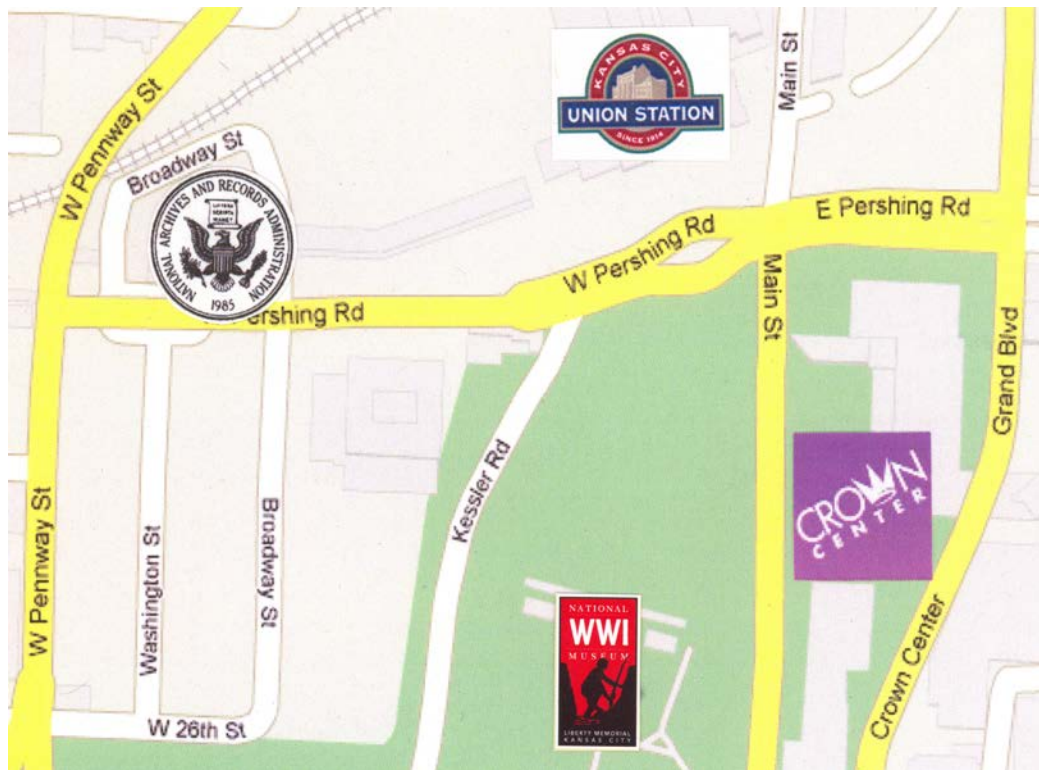 KANSAS CITY
UNION STATION
SINCE 1914
Main St
W Pennway St
Broadway St
NATIONAL ARCHIVES AND RECORDS ADMINISTRATION
1985
E Pershing Rd
W Pershing Rd
Pershing Rd
Main St
Grand Blvd
Kessler Rd
CROWN
CENTER
W Pennway St
Washington St
Broadway St
NATIONAL
WWI
MUSEUM
LIBERTY MEMORIAL
KANSAS CITY
Crown Center
W 26th St